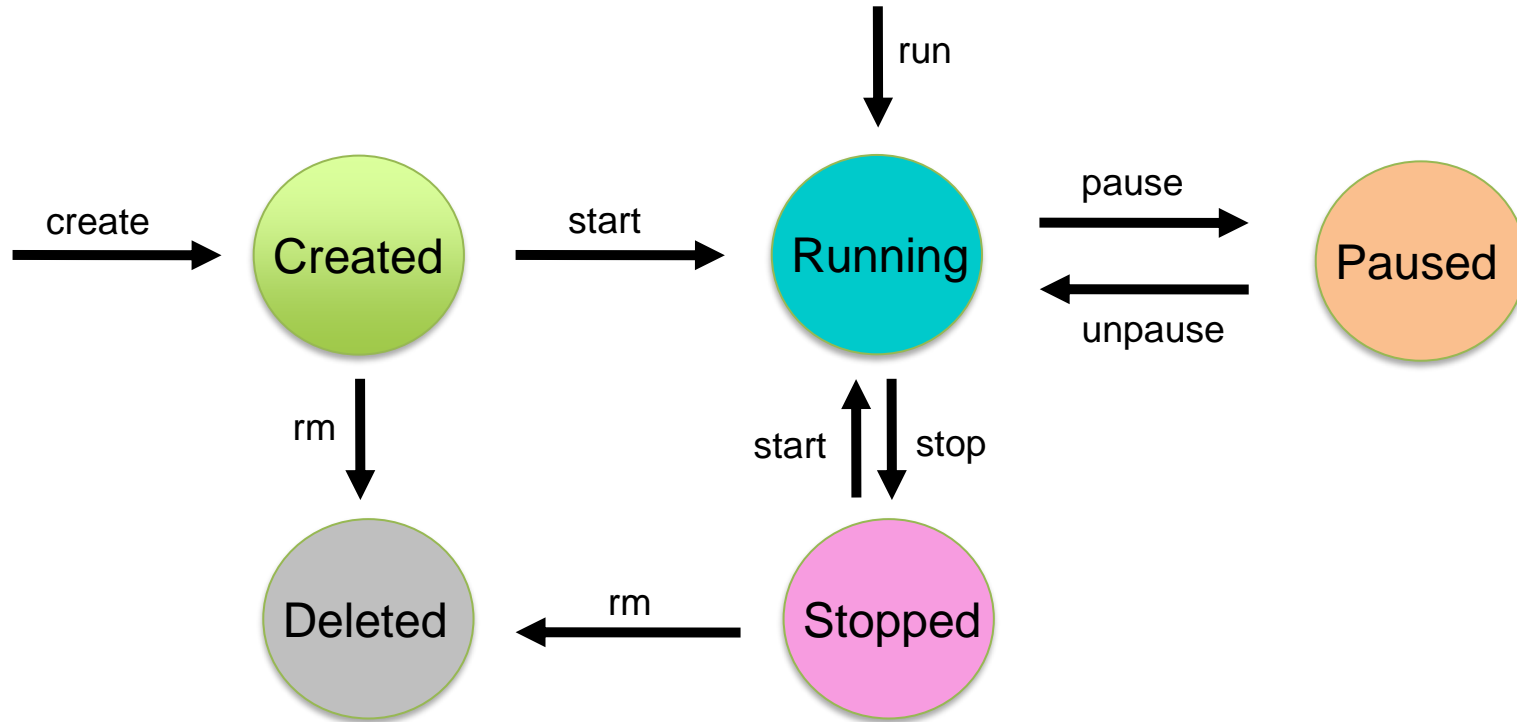 run
create
Created
start
Running
pause
unpause
Paused
rm
start
stop
Deleted
rm
Stopped